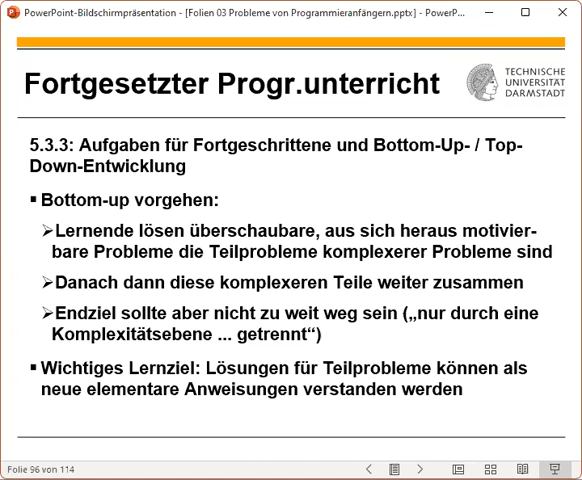 PowerPoint-Bildschirmpräsentation - [Folien 03 Probleme von Programmieranfängern.pptx] - PowerP...
Fortgesetzter Progr.unterricht
TECHNISCHE
UNIVERSITÄT
DARMSTADT
5.3.3: Aufgaben für Fortgeschrittene und Bottom-Up- / Top-
Down-Entwicklung
▪ Bottom-up vorgehen:
➢Lernende lösen überschaubare, aus sich heraus motivier-
bare Probleme die Teilprobleme komplexerer Probleme sind
➢Danach dann diese komplexeren Teile weiter zusammen
➢Endziel sollte aber nicht zu weit weg sein („nur durch eine
Komplexitätsebene ... getrennt“)
▪ Wichtiges Lernziel: Lösungen für Teilprobleme können als
neue elementare Anweisungen verstanden werden
Folie 96 von 114